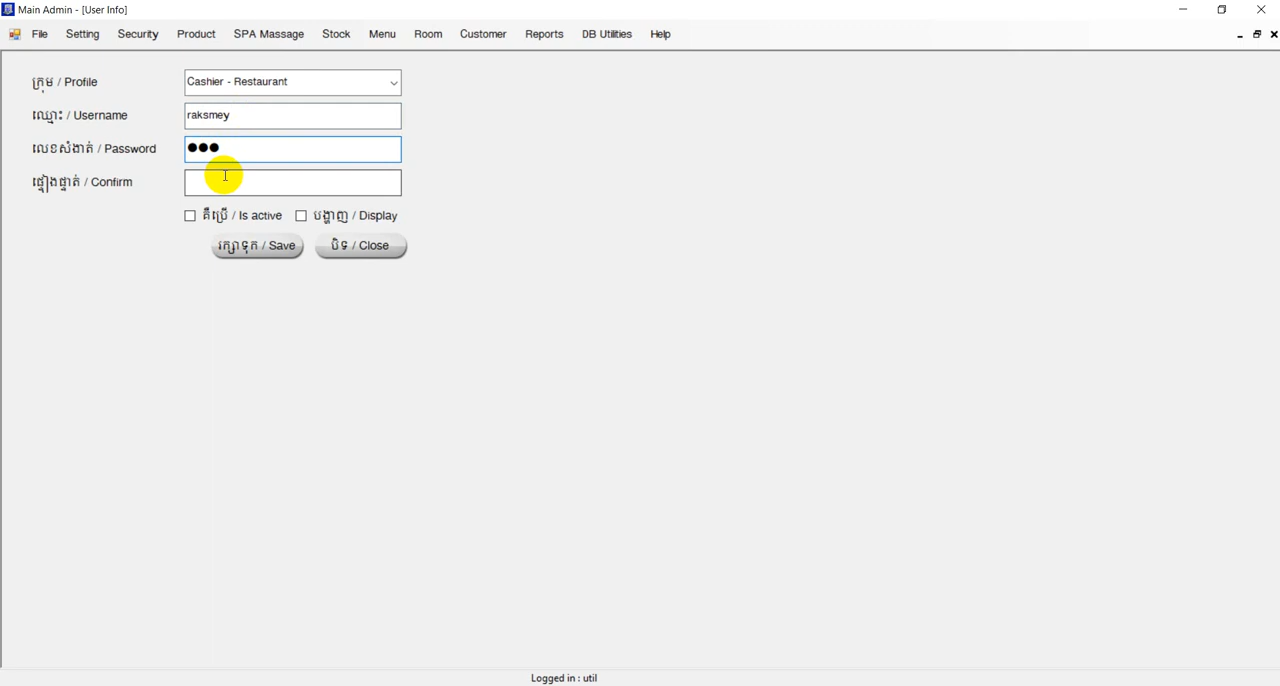 Main Admin - [User Info]
File Setting Security Product SPA Massage Stock Menu Room Customer Reports DB Utilities Help
ក្រុម / Profile Cashier - Restaurant
ឈ្មោះ / Username raksmey
លេខសំងាត់ / Password ●●●
ផ្ទៀងផ្ទាត់ / Confirm
គឺប្រើ / Is active បង្ហាញ / Display
រក្សាទុក / Save បិទ / Close
Logged in : util